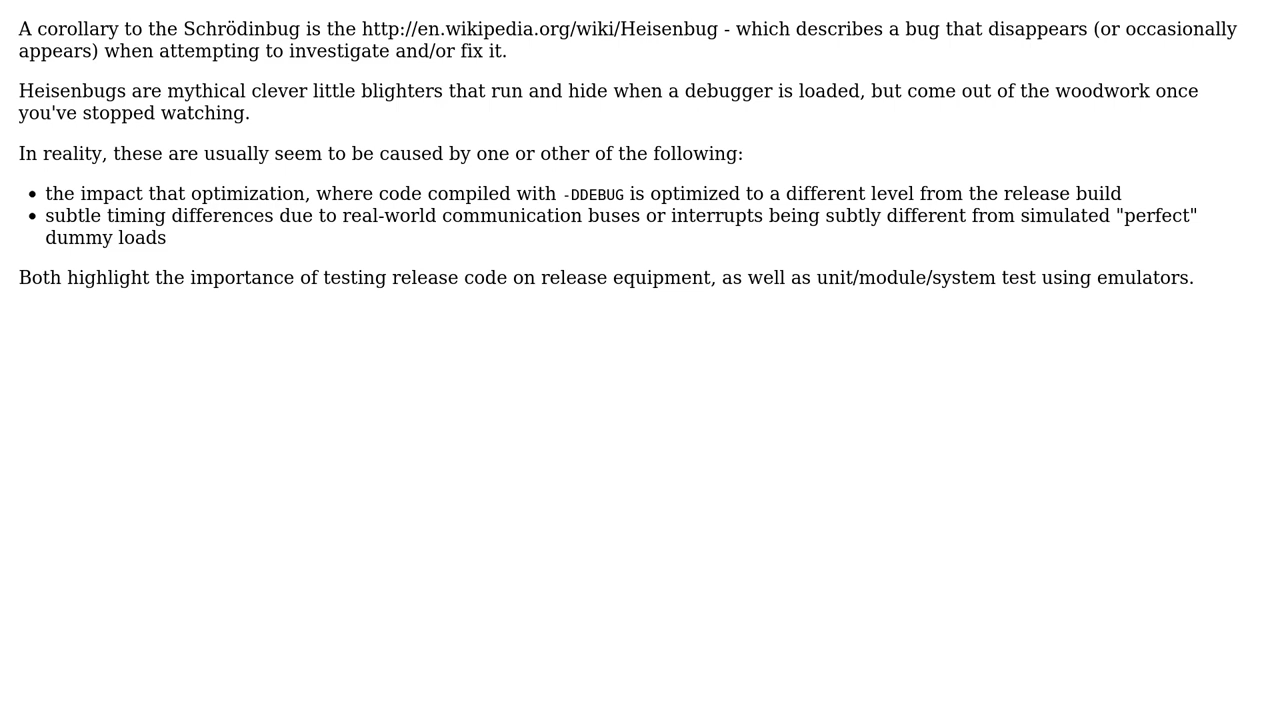 A corollary to the Schrödinbug is the http://en.wikipedia.org/wiki/Heisenbug - which describes a bug that disappears (or occasionally
appears) when attempting to investigate and/or fix it.
Heisenbugs are mythical clever little blighters that run and hide when a debugger is loaded, but come out of the woodwork once
you've stopped watching.
In reality, these are usually seem to be caused by one or other of the following:
• the impact that optimization, where code compiled with -DDEBUG is optimized to a different level from the release build
• subtle timing differences due to real-world communication buses or interrupts being subtly different from simulated "perfect"
dummy loads
Both highlight the importance of testing release code on release equipment, as well as unit/module/system test using emulators.